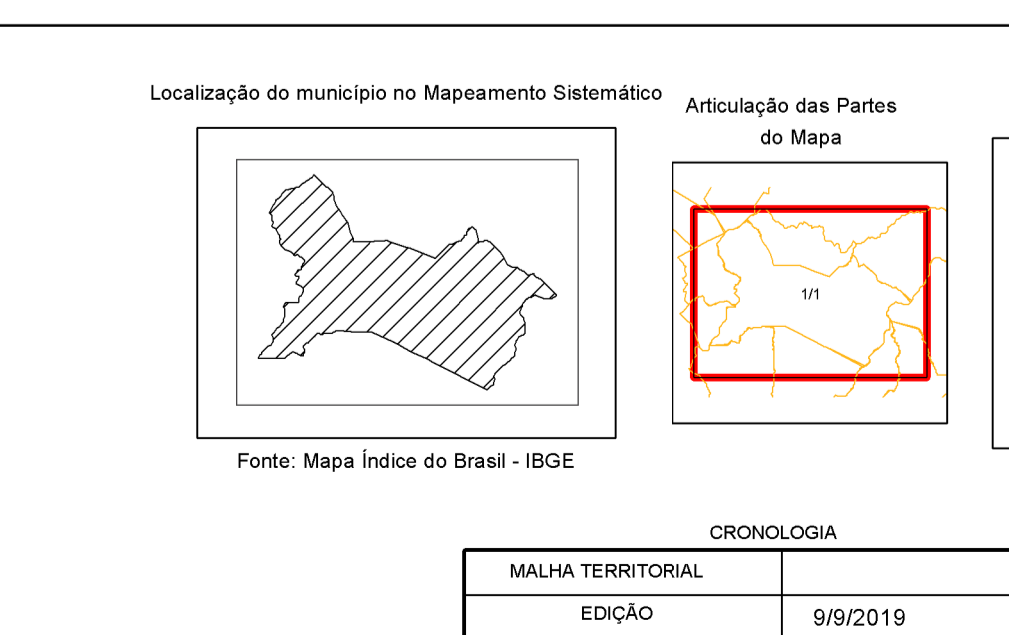 Localização do município no Mapeamento Sistemático
Articulação das Partes
do Mapa
1/1
Fonte: Mapa Índice do Brasil - IBGE
CRONOLOGIA
MALHA TERRITORIAL
EDIÇÃO 9/9/2019